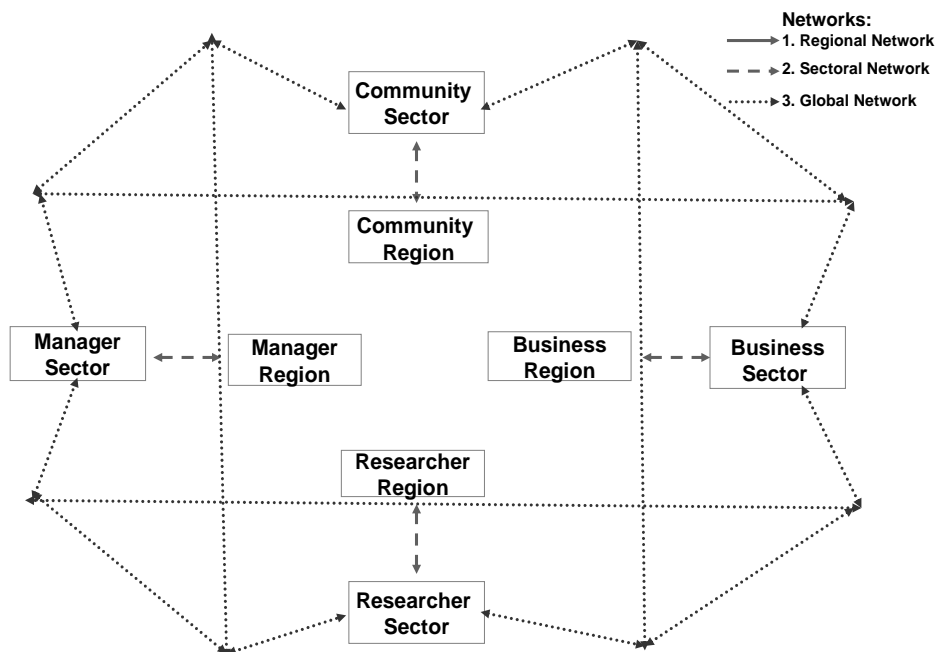 Networks:
1. Regional Network
2. Sectoral Network
3. Global Network
Community
Sector
Community
Region
Manager
Sector
Manager
Region
Business
Region
Business
Sector
Researcher
Region
Researcher
Sector